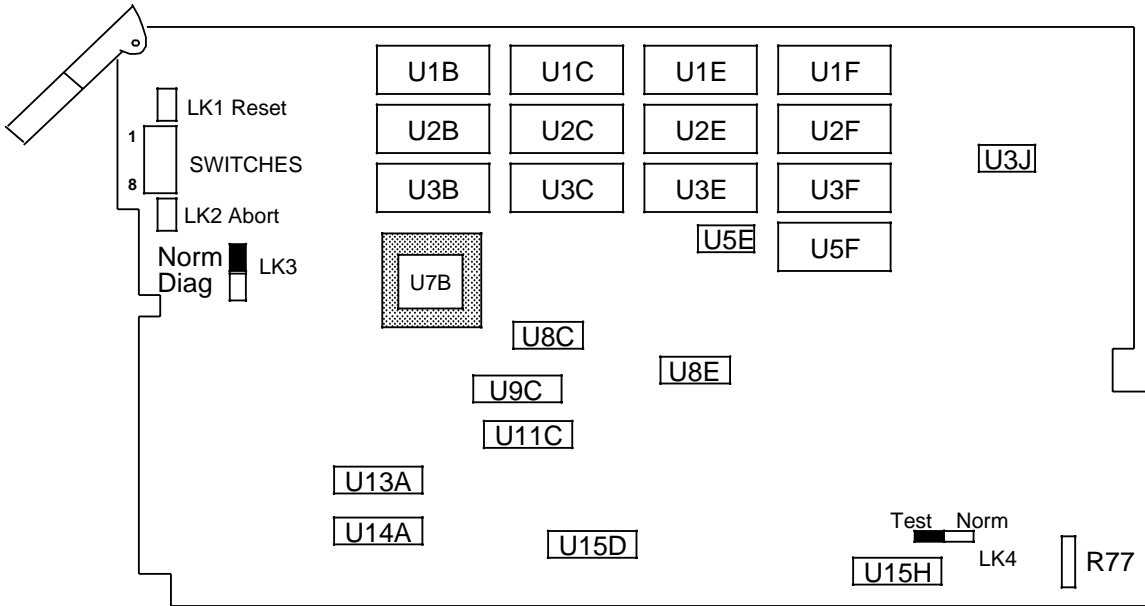 U1B U1C U1E U1F
LK1 Reset
1
U2B U2C U2E U2F
SWITCHES
U3J
8
U3B U3C U3E U3F
LK2 Abort
U5E
U5F
Norm
LK3
Diag
U7B
U8C
U8E
U9C
U11C
U13A
U14A
Test Norm
U15D
LK4
R77
U15H